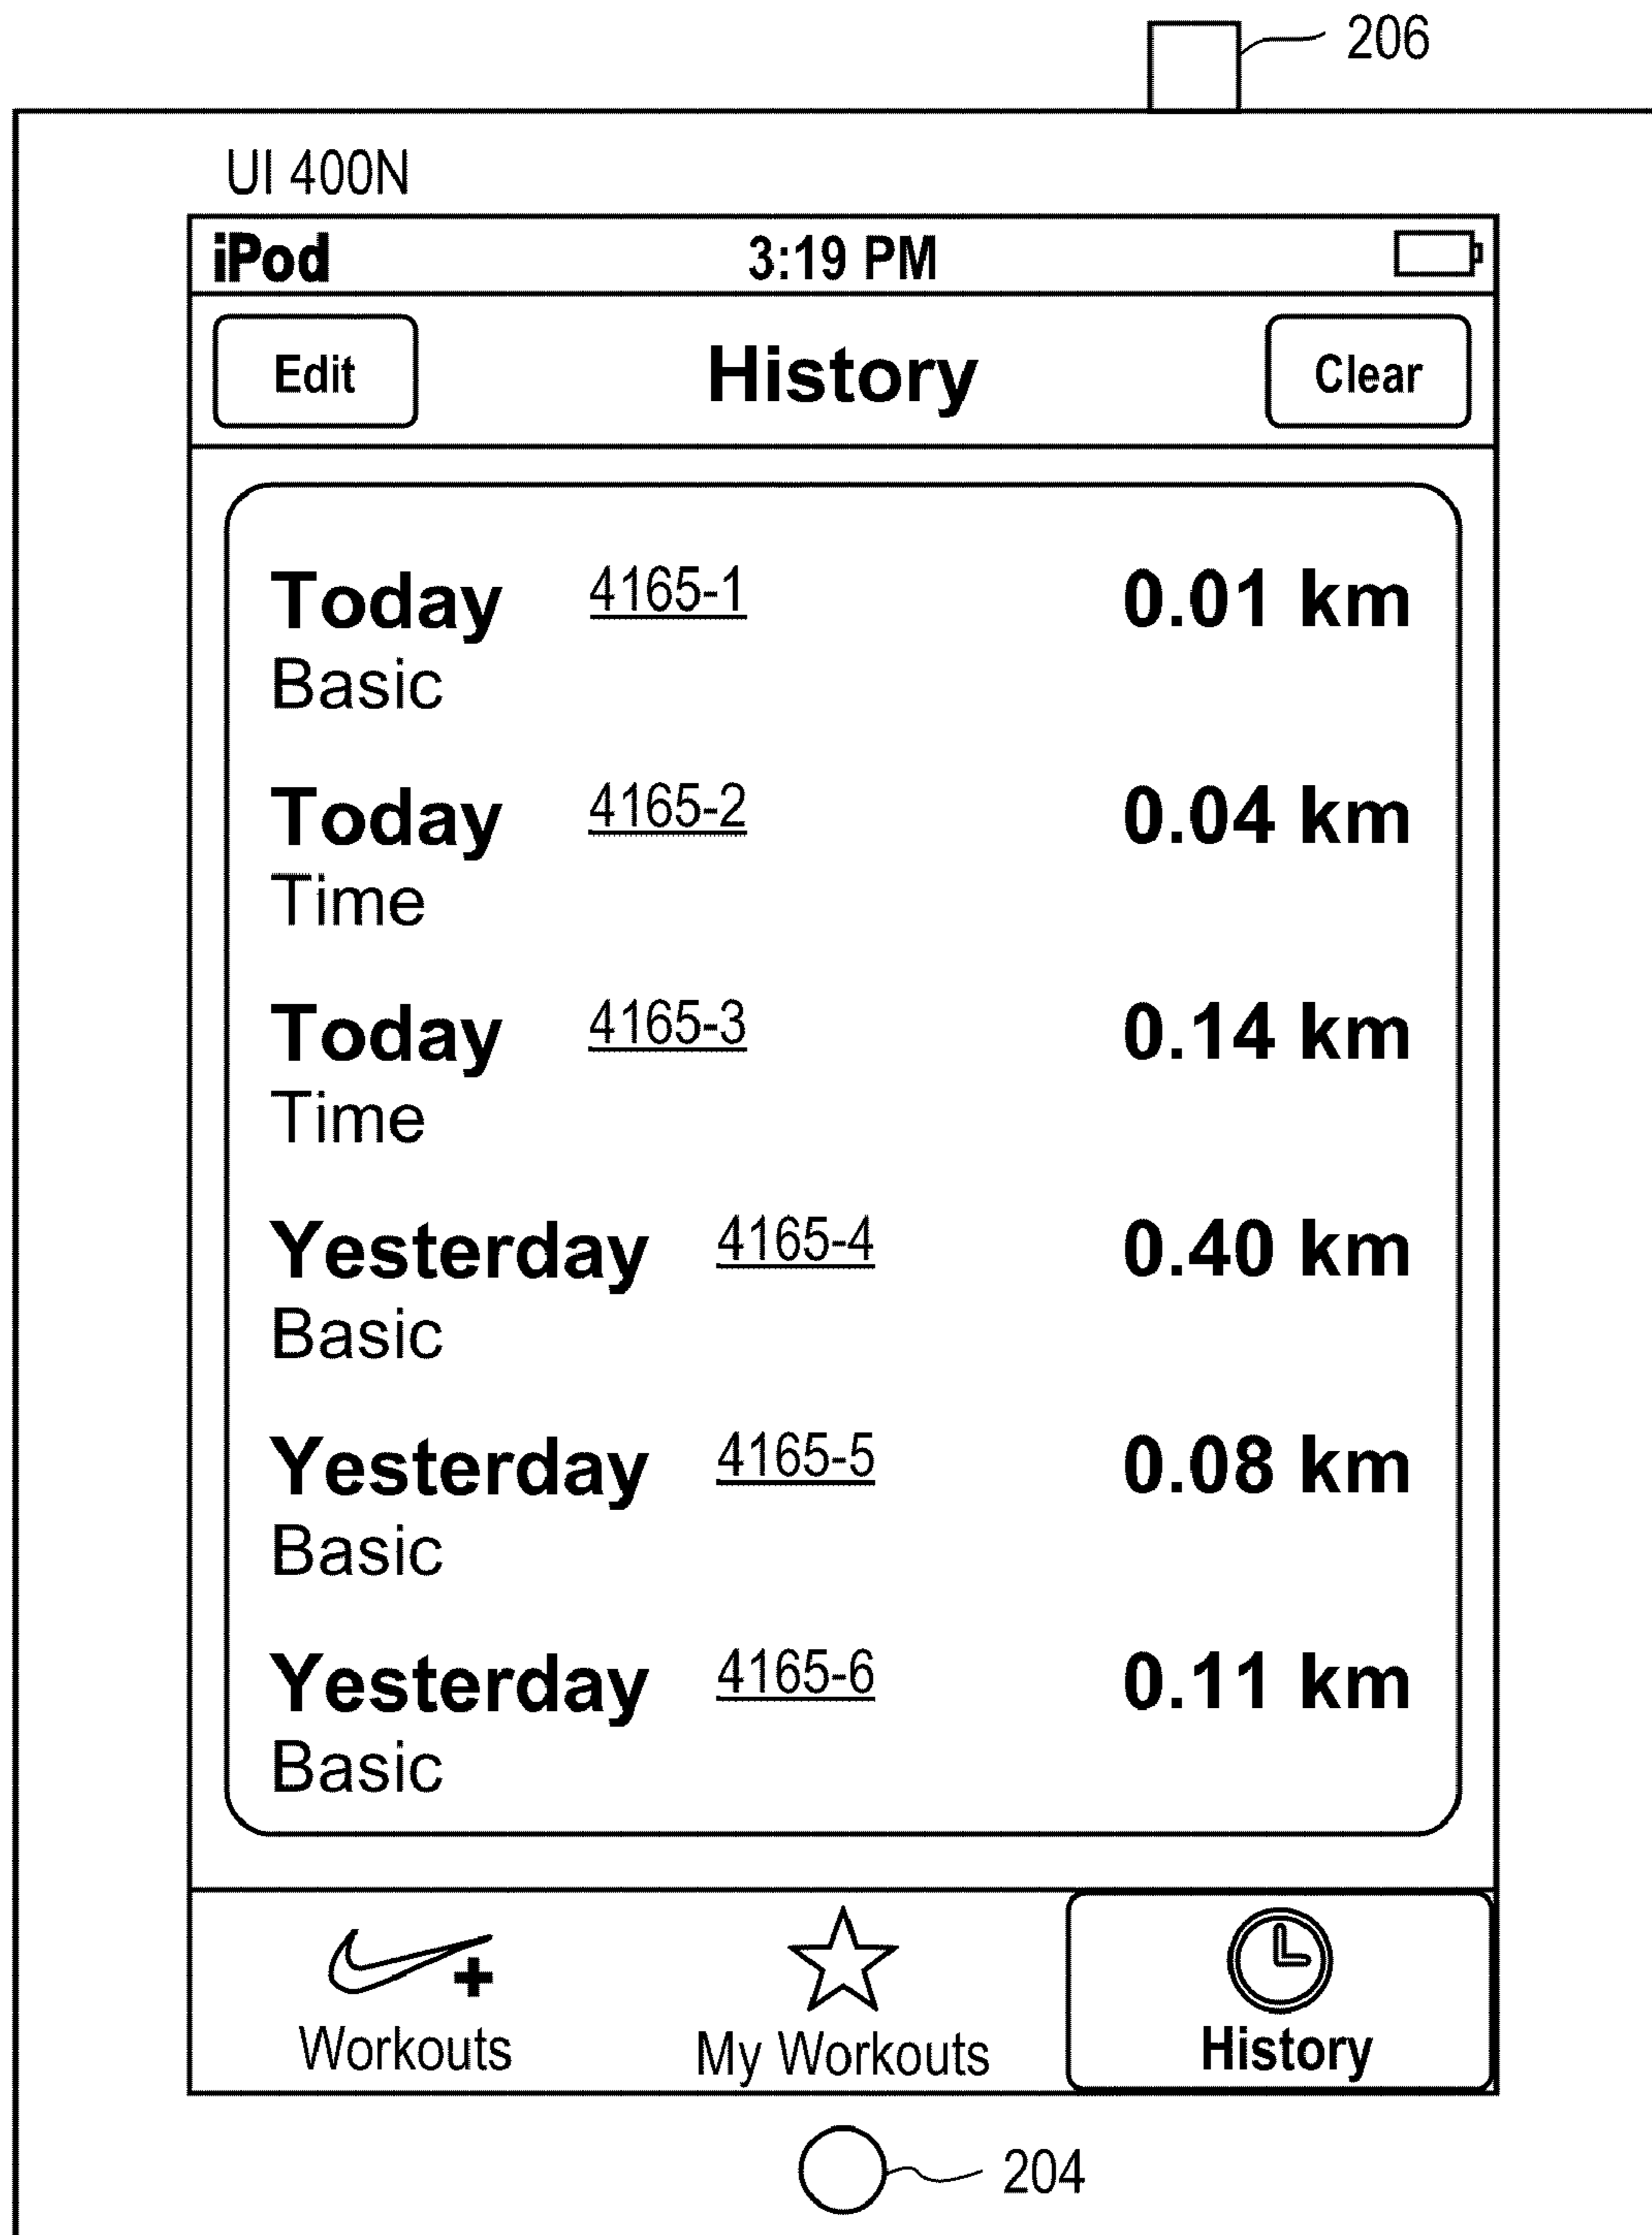 206
UI 400N
iPod 3:19 PM
Edit History Clear
Today 4165-1 0.01 km
Basic
Today 4165-2 0.04 km
Time
Today 4165-3 0.14 km
Time
Yesterday 4165-4 0.40 km
Basic
Yesterday 4165-5 0.08 km
Basic
Yesterday 4165-6 0.11 km
Basic
Workouts My Workouts History
204